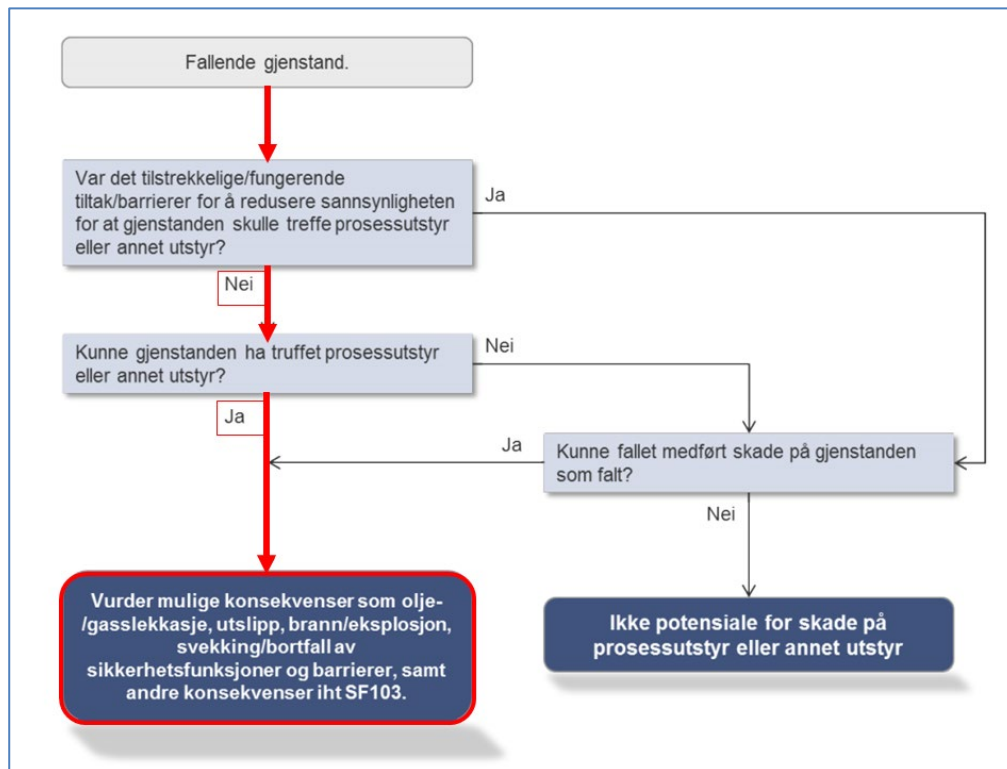 Fallende gjenstand.
Var det tilstrekkelige/fungerende
tiltak/barrierer for å redusere sannsynligheten
for at gjenstanden skulle treffe prosessutstyr
eller annet utstyr?
Ja
Nei
Kunne gjenstanden ha truffet prosessutstyr
eller annet utstyr?
Nei
Ja
Ja
Kunne fallet medført skade på gjenstanden
som falt?
Nei
Vurder mulige konsekvenser som olje-
/gasslekkasje, utslipp, brann/eksplosjon,
svekking/bortfall av
sikkerhetsfunksjoner og barrierer, samt
andre konsekvenser iht SF103.
Ikke potensiale for skade på
prosessutstyr eller annet utstyr